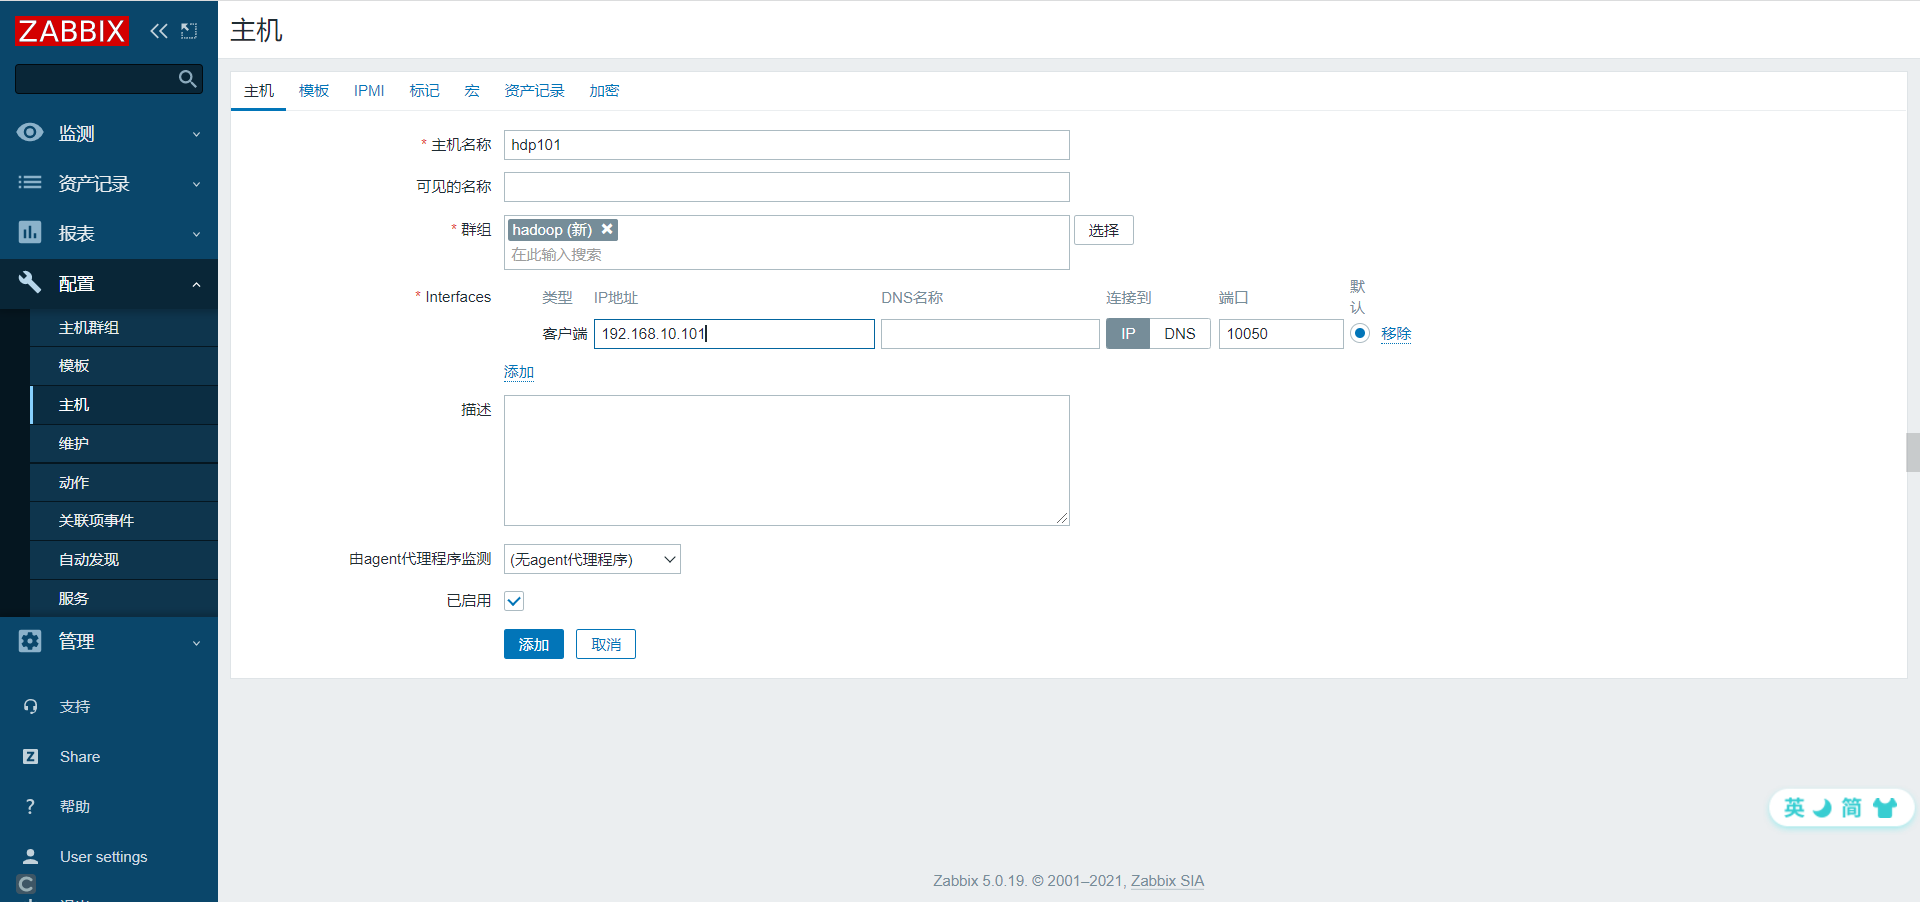 ZABBIX
监测
资产记录
报表
配置
主机群组
模板
主机
维护
动作
关联项事件
自动发现
服务
管理
支持
Share
帮助
User settings
主机
主机 模板 IPMI 标记 宏 资产记录 加密
* 主机名称 hdp101
可见的名称
* 群组 hadoop (新) 选择
在此输入搜索
* Interfaces 类型 IP地址 DNS名称 连接到 端口 默认
客户端 192.168.10.101 IP DNS 10050 移除
添加
描述
由agent代理程序监测 (无agent代理程序)
已启用
添加 取消
英 简
Zabbix 5.0.19. © 2001–2021, Zabbix SIA